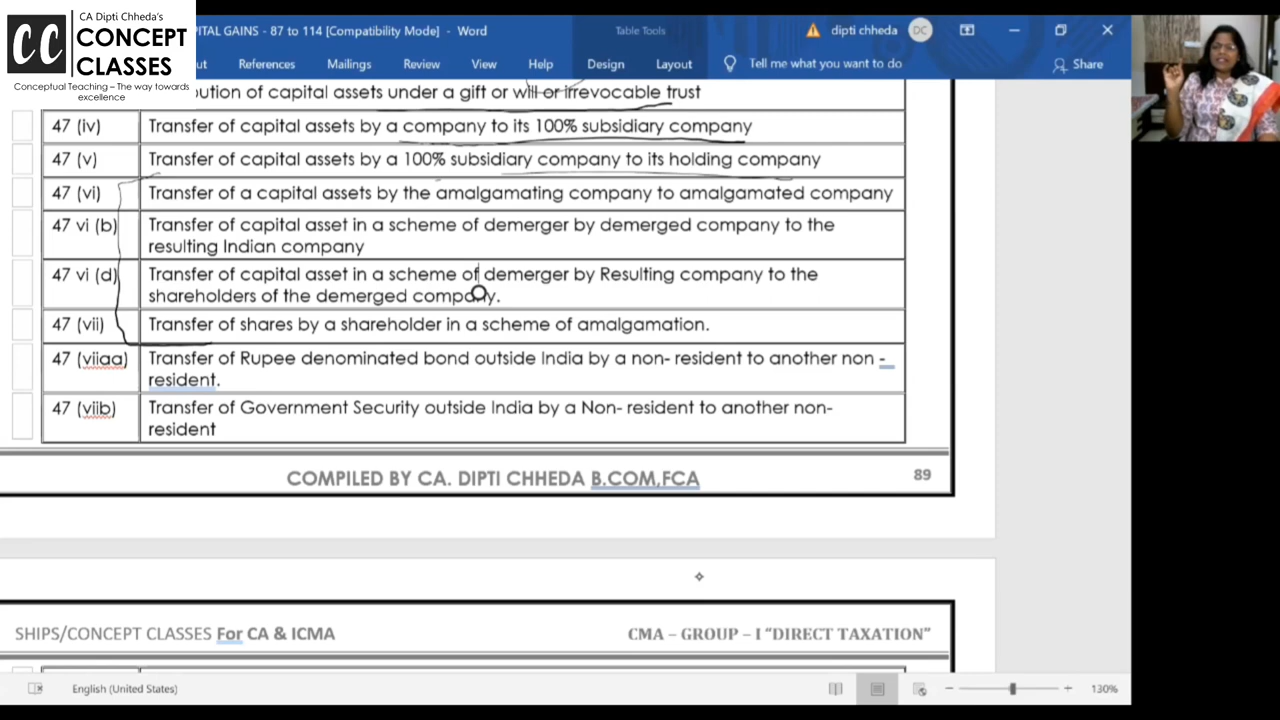 CA Dipti Chheda's
CC CONCEPT
CLASSES
Conceptual Teaching – The way towards
excellence
PITAL GAINS - 87 to 114 [Compatibility Mode] - Word
Table Tools
dipti chheda
DC
ut References Mailings Review View Help Design Layout Tell me what you want to do Share
bution of capital assets under a gift or will or irrevocable trust
47 (iv) Transfer of capital assets by a company to its 100% subsidiary company
47 (v) Transfer of capital assets by a 100% subsidiary company to its holding company
47 (vi) Transfer of a capital assets by the amalgamating company to amalgamated company
47 vi (b) Transfer of capital asset in a scheme of demerger by demerged company to the
resulting Indian company
47 vi (d) Transfer of capital asset in a scheme of demerger by Resulting company to the
shareholders of the demerged company.
47 (vii) Transfer of shares by a shareholder in a scheme of amalgamation.
47 (viiaa) Transfer of Rupee denominated bond outside India by a non- resident to another non -
resident.
47 (viib) Transfer of Government Security outside India by a Non- resident to another non-
resident
COMPILED BY CA. DIPTI CHHEDA B.COM,FCA 89
SHIPS/CONCEPT CLASSES For CA & ICMA CMA – GROUP – I "DIRECT TAXATION"
English (United States) 130%